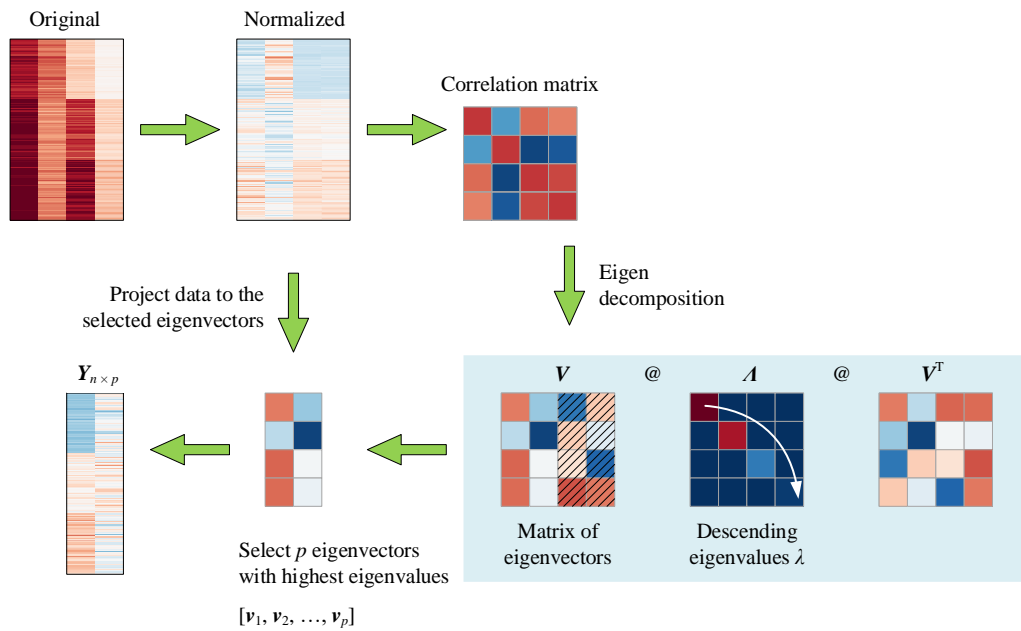 Original
Normalized
Correlation matrix
Eigen
decomposition
Project data to the
selected eigenvectors
Y n × p
V @ Λ @ V T
Matrix of
eigenvectors
Descending
eigenvalues λ
Select p eigenvectors
with highest eigenvalues
[v1, v2, …, vp]